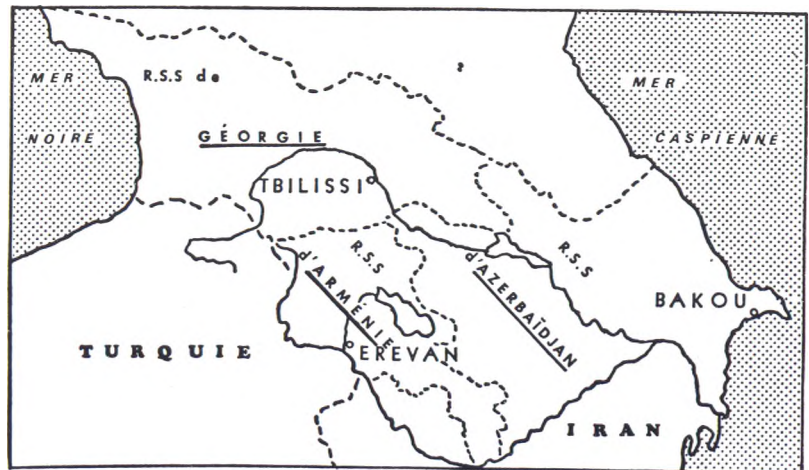 MER
NOIRE
R.S.S de
GÉORGIE
MER
CASPIENNE
TBILISSI
R.S.S
d'ARMÉNIE
R.S.S
d'AZERBAÏDJAN
BAKOU
TURQUIE
EREVAN
IRAN